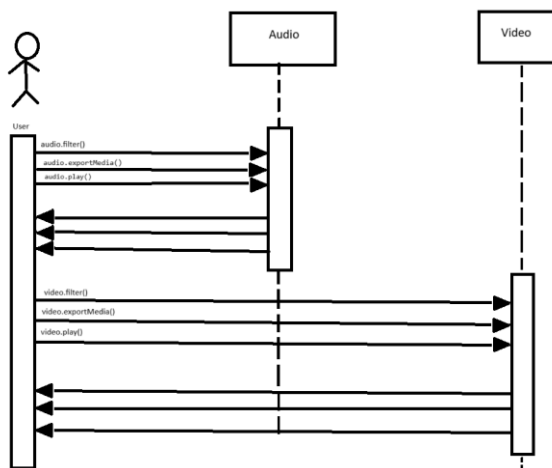 Audio
Video
User
audio.filter()
audio.exportMedia()
audio.play()
video.filter()
video.exportMedia()
video.play()